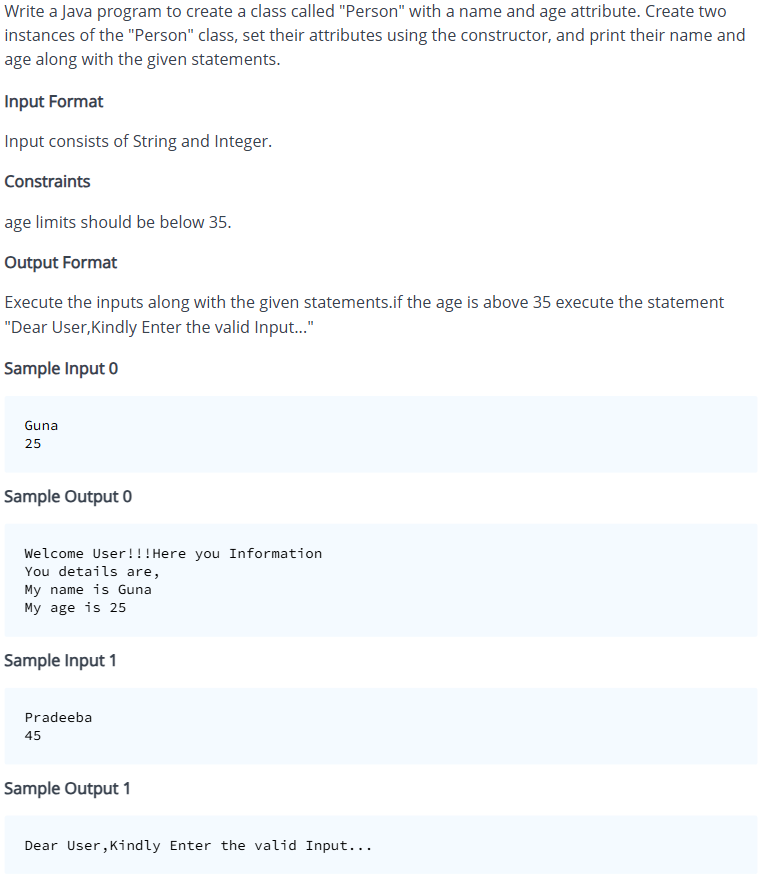 Write a Java program to create a class called "Person" with a name and age attribute. Create two
instances of the "Person" class, set their attributes using the constructor, and print their name and
age along with the given statements.
Input Format
Input consists of String and Integer.
Constraints
age limits should be below 35.
Output Format
Execute the inputs along with the given statements.if the age is above 35 execute the statement
"Dear User,Kindly Enter the valid Input..."
Sample Input 0
Guna
25
Sample Output 0
Welcome User!!!Here you Information
You details are,
My name is Guna
My age is 25
Sample Input 1
Pradeeba
45
Sample Output 1
Dear User,Kindly Enter the valid Input...